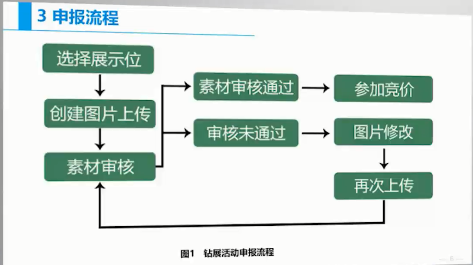 3 申报流程
选择展示位
创建图片上传
素材审核
素材审核通过
参加竞价
审核未通过
图片修改
再次上传
图1 钻展活动申报流程